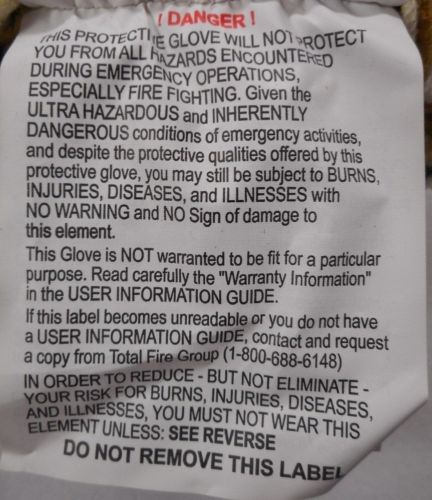 ! DANGER !
THIS PROTECTIVE GLOVE WILL NOT PROTECT
YOU FROM ALL HAZARDS ENCOUNTERED
DURING EMERGENCY OPERATIONS,
ESPECIALLY FIRE FIGHTING. Given the
ULTRA HAZARDOUS and INHERENTLY
DANGEROUS conditions of emergency activities,
and despite the protective qualities offered by this
protective glove, you may still be subject to BURNS,
INJURIES, DISEASES, and ILLNESSES with
NO WARNING and NO Sign of damage to
this element.
This Glove is NOT warranted to be fit for a particular
purpose. Read carefully the "Warranty Information"
in the USER INFORMATION GUIDE.
If this label becomes unreadable or you do not have
a USER INFORMATION GUIDE, contact and request
a copy from Total Fire Group (1-800-688-6148)
IN ORDER TO REDUCE - BUT NOT ELIMINATE -
YOUR RISK FOR BURNS, INJURIES, DISEASES,
AND ILLNESSES, YOU MUST NOT WEAR THIS
ELEMENT UNLESS: SEE REVERSE
DO NOT REMOVE THIS LABEL